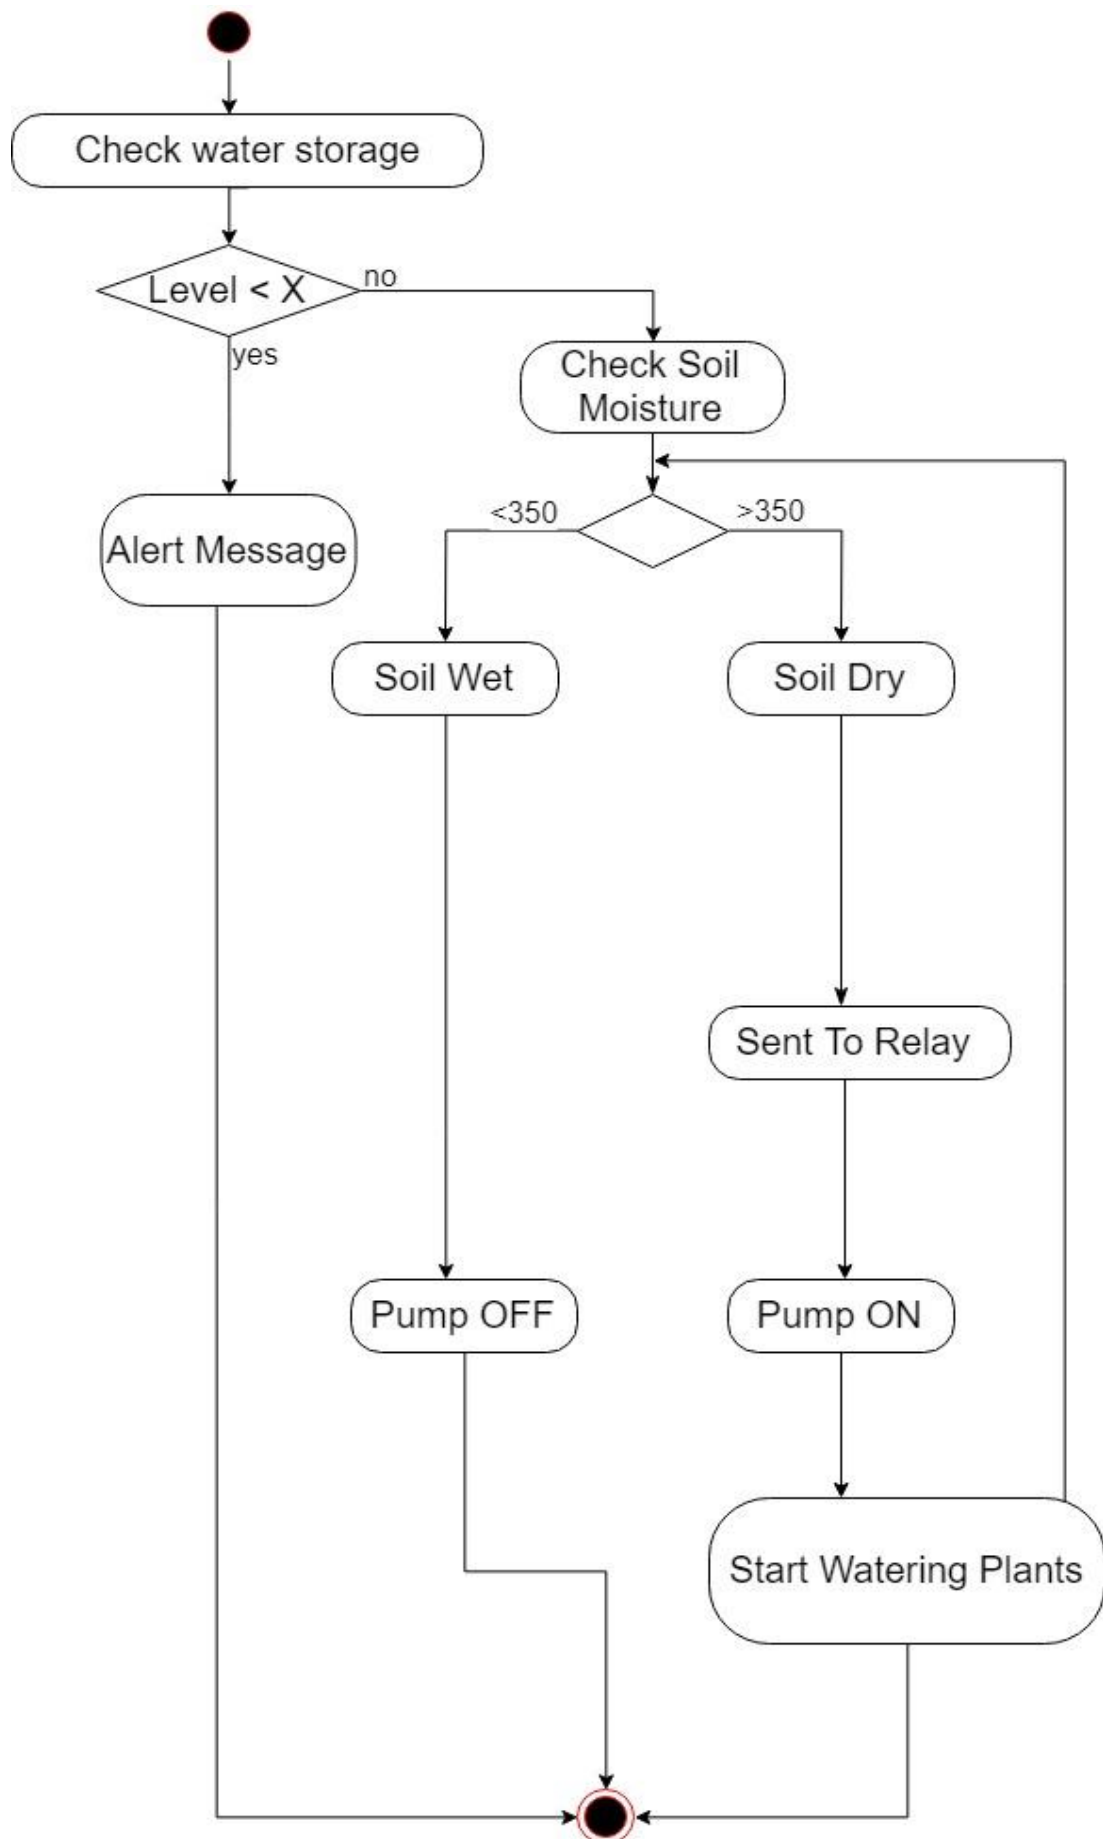 Check water storage
Level < X
no
yes
Check Soil
Moisture
<350
>350
Alert Message
Soil Wet
Soil Dry
Sent To Relay
Pump OFF
Pump ON
Start Watering Plants